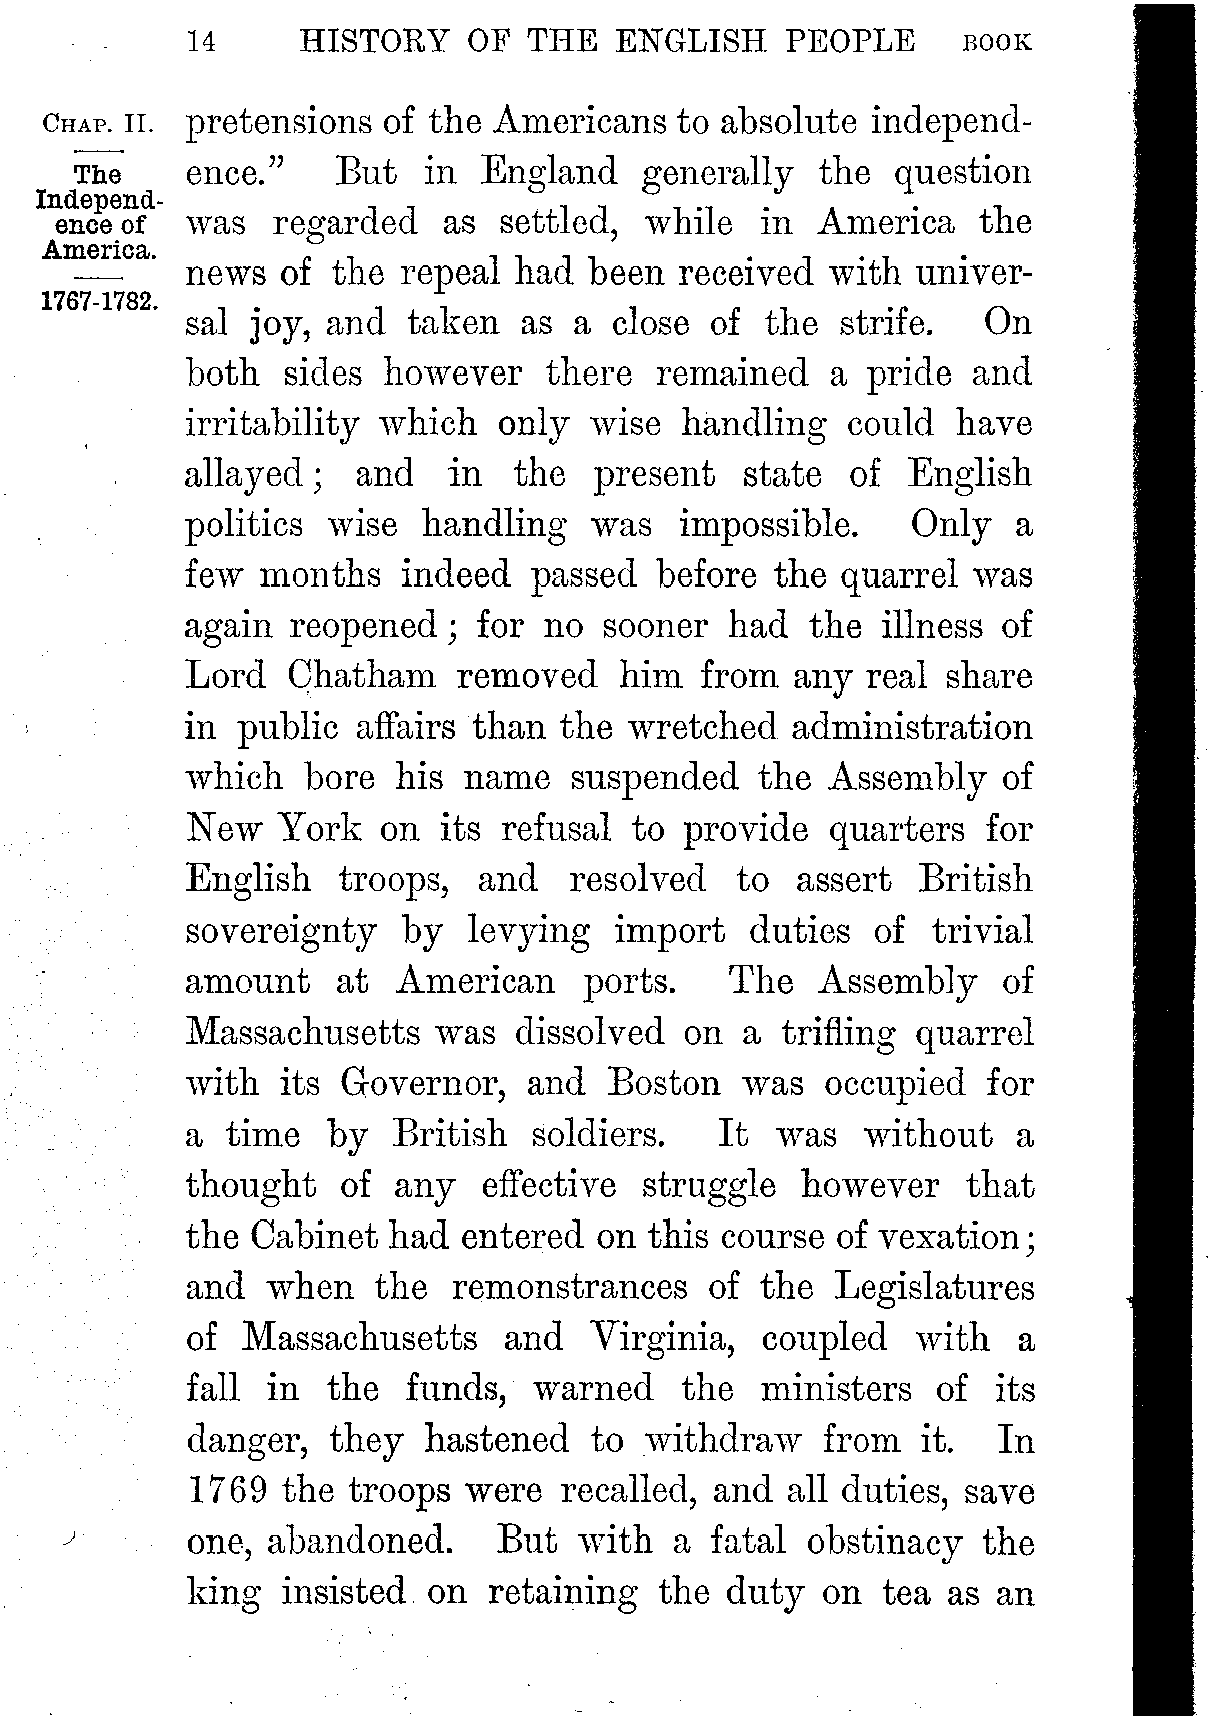 14 HISTORY OF THE ENGLISH PEOPLE BOOK
CHAP. II.
The
Independ-
ence of
America.
1767-1782.
pretensions of the Americans to absolute independ-
ence.” But in England generally the question
was regarded as settled, while in America the
news of the repeal had been received with univer-
sal joy, and taken as a close of the strife. On
both sides however there remained a pride and
irritability which only wise handling could have
allayed; and in the present state of English
politics wise handling was impossible. Only a
few months indeed passed before the quarrel was
again reopened; for no sooner had the illness of
Lord Chatham removed him from any real share
in public affairs than the wretched administration
which bore his name suspended the Assembly of
New York on its refusal to provide quarters for
English troops, and resolved to assert British
sovereignty by levying import duties of trivial
amount at American ports. The Assembly of
Massachusetts was dissolved on a trifling quarrel
with its Governor, and Boston was occupied for
a time by British soldiers. It was without a
thought of any effective struggle however that
the Cabinet had entered on this course of vexation;
and when the remonstrances of the Legislatures
of Massachusetts and Virginia, coupled with a
fall in the funds, warned the ministers of its
danger, they hastened to withdraw from it. In
1769 the troops were recalled, and all duties, save
one, abandoned. But with a fatal obstinacy the
king insisted on retaining the duty on tea as an